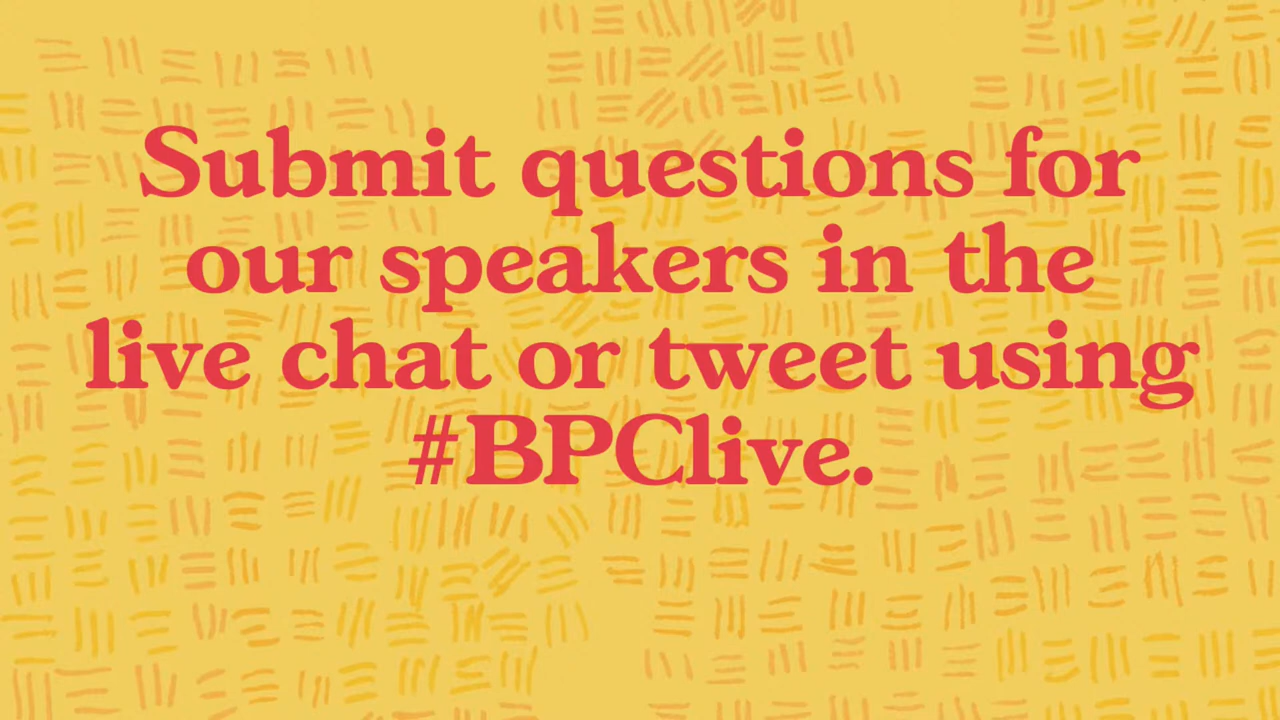 Submit questions for
our speakers in the
live chat or tweet using
#BPClive.